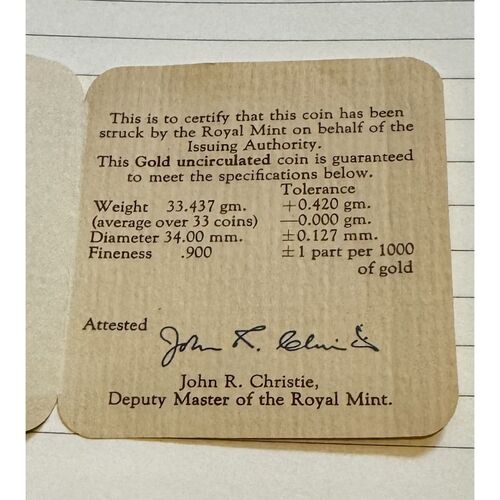 This is to certify that this coin has been
struck by the Royal Mint on behalf of the
Issuing Authority.
This Gold uncirculated coin is guaranteed
to meet the specifications below.
Tolerance
Weight 33.437 gm. +0.420 gm.
(average over 33 coins) —0.000 gm.
Diameter 34.00 mm. ±0.127 mm.
Fineness .900 ±1 part per 1000
of gold
Attested John R. Christie
John R. Christie,
Deputy Master of the Royal Mint.